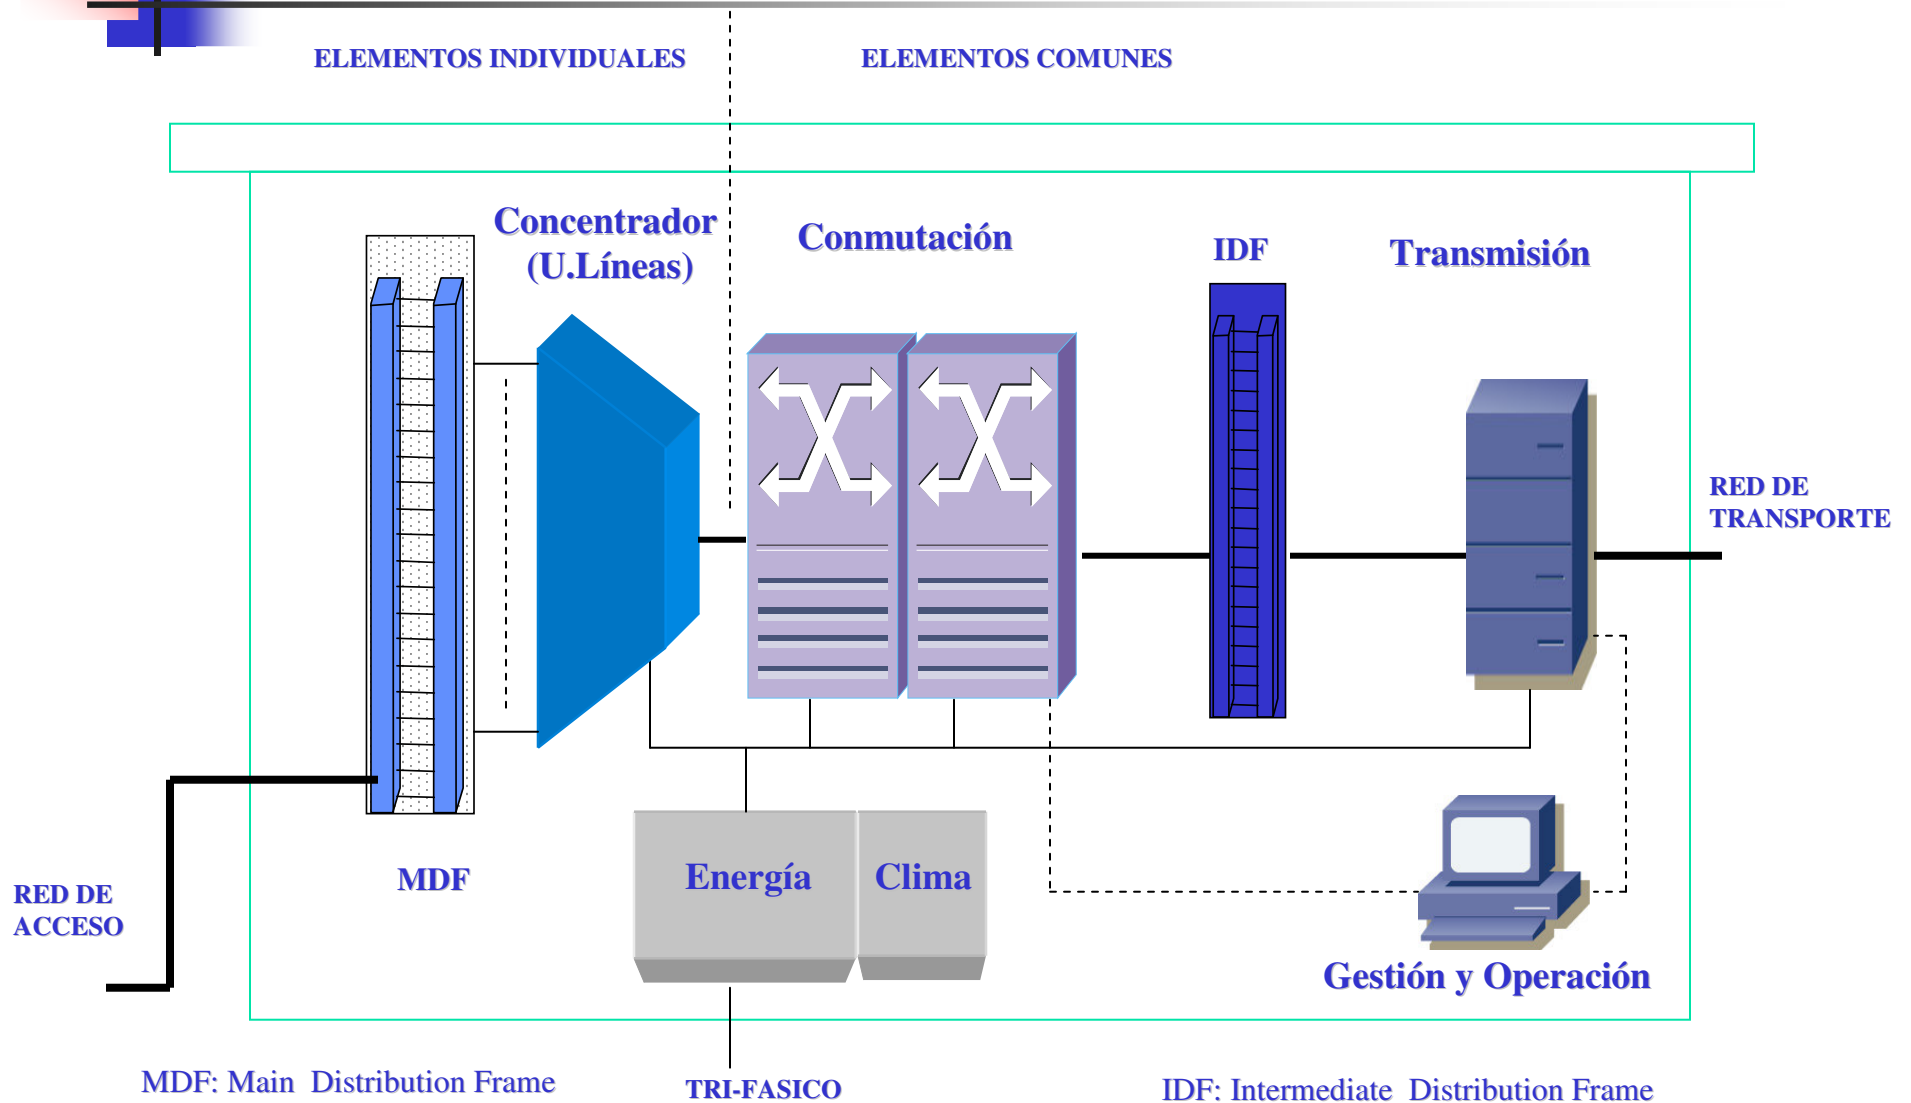 ELEMENTOS INDIVIDUALES
ELEMENTOS COMUNES
Concentrador
(U.Líneas)
Conmutación
IDF
Transmisión
RED DE
TRANSPORTE
MDF
Energía
Clima
RED DE
ACCESO
Gestión y Operación
MDF: Main Distribution Frame
TRI-FASICO
IDF: Intermediate Distribution Frame